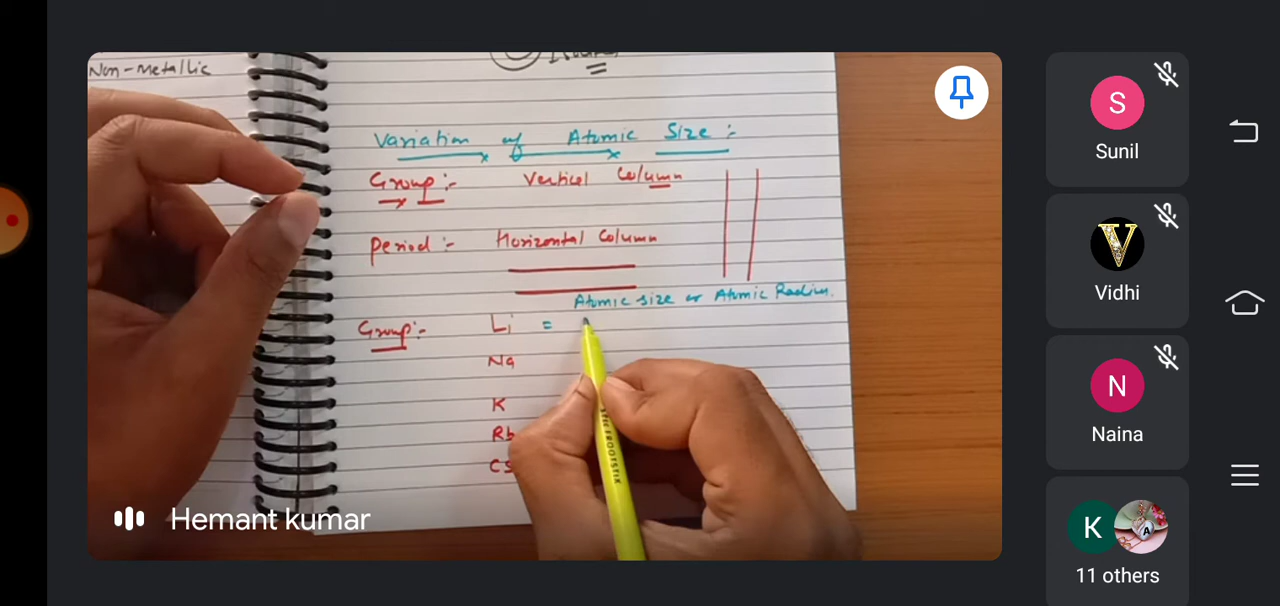 Non-Metallic
Variation of Atomic Size :-
Group :- Vertical Column
Period :- Horizontal Column
Atomic size or Atomic Radius.
Group :- Li =
Na
K
Rb
Cs
FROOTSTIX
Hemant kumar
S
Sunil
V
Vidhi
N
Naina
K
A
11 others